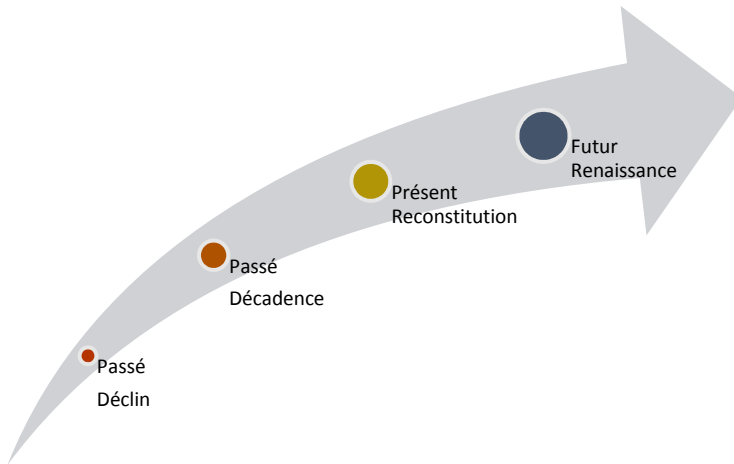 Futur
Renaissance
Présent
Reconstitution
Passé
Décadence
Passé
Déclin